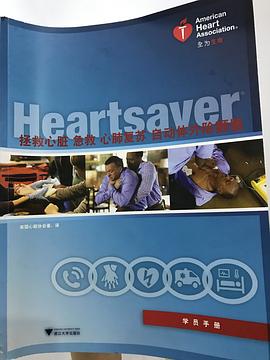 American
Heart
Association®
全为生命
Heartsaver®
拯救心脏 急救 心肺复苏 自动体外除颤器
美国心脏协会著、译
浙江大学出版社
学员手册